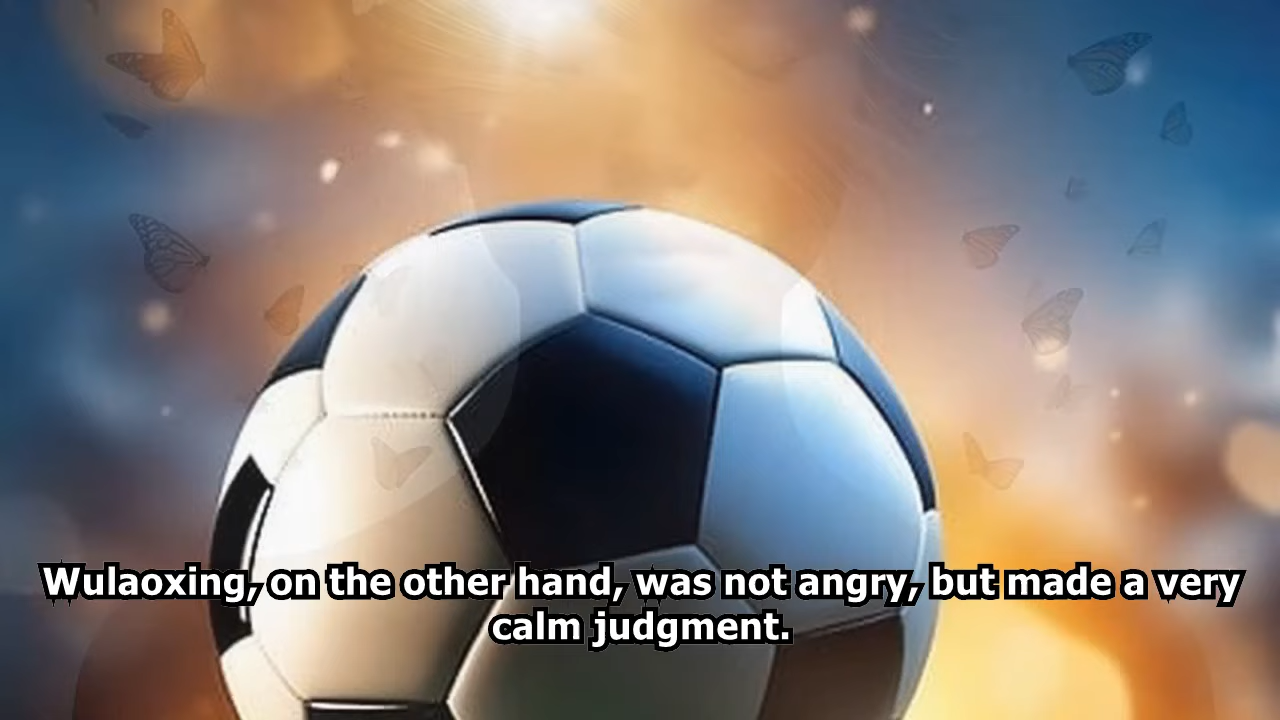 Wulaoxing, on the other hand, was not angry, but made a very
calm judgment.